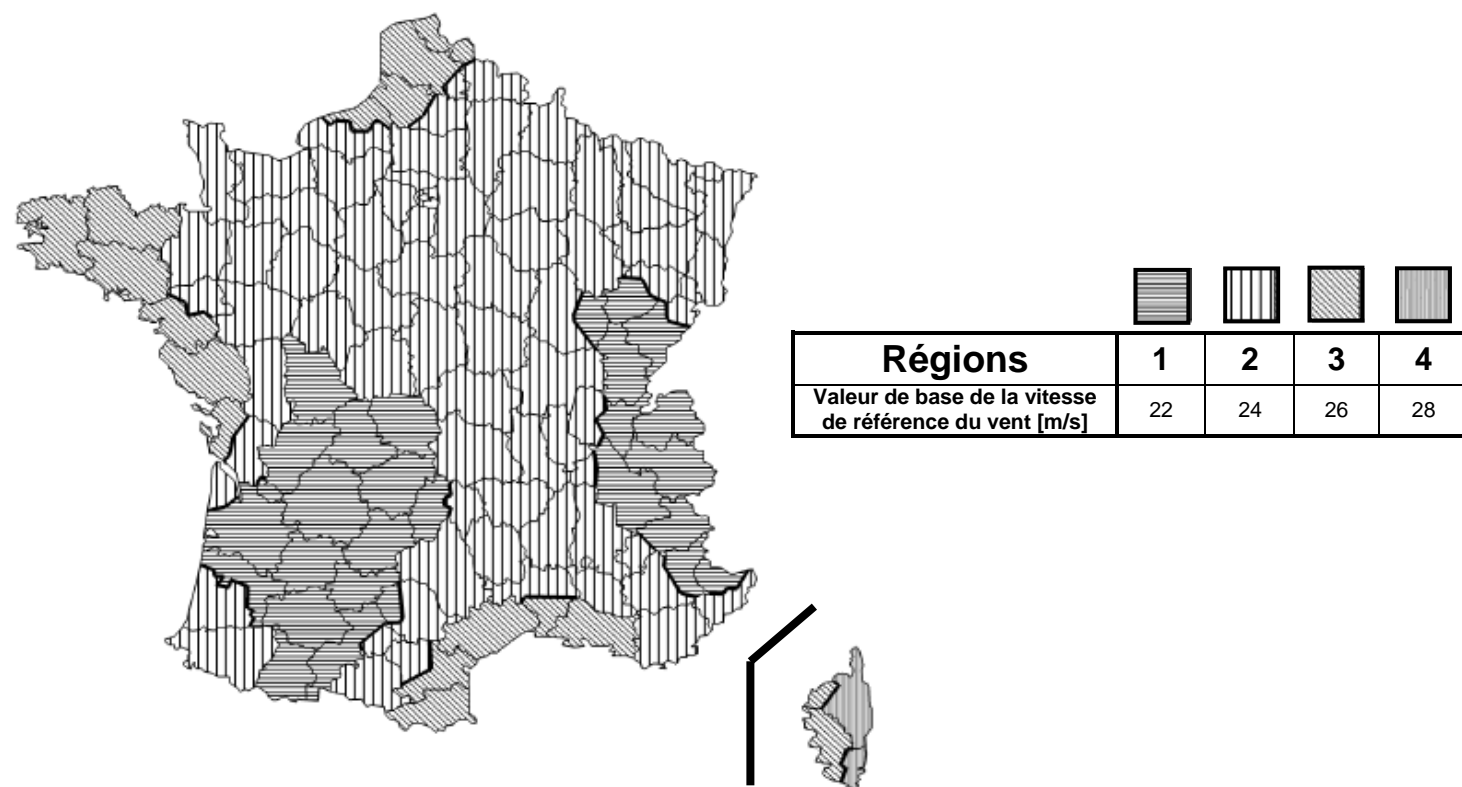 Régions 1 2 3 4
Valeur de base de la vitesse
de référence du vent [m/s] 22 24 26 28